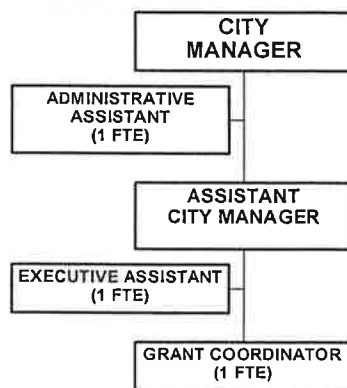 CITY
MANAGER
ADMINISTRATIVE
ASSISTANT
(1 FTE)
ASSISTANT
CITY MANAGER
EXECUTIVE ASSISTANT
(1 FTE)
GRANT COORDINATOR
(1 FTE)